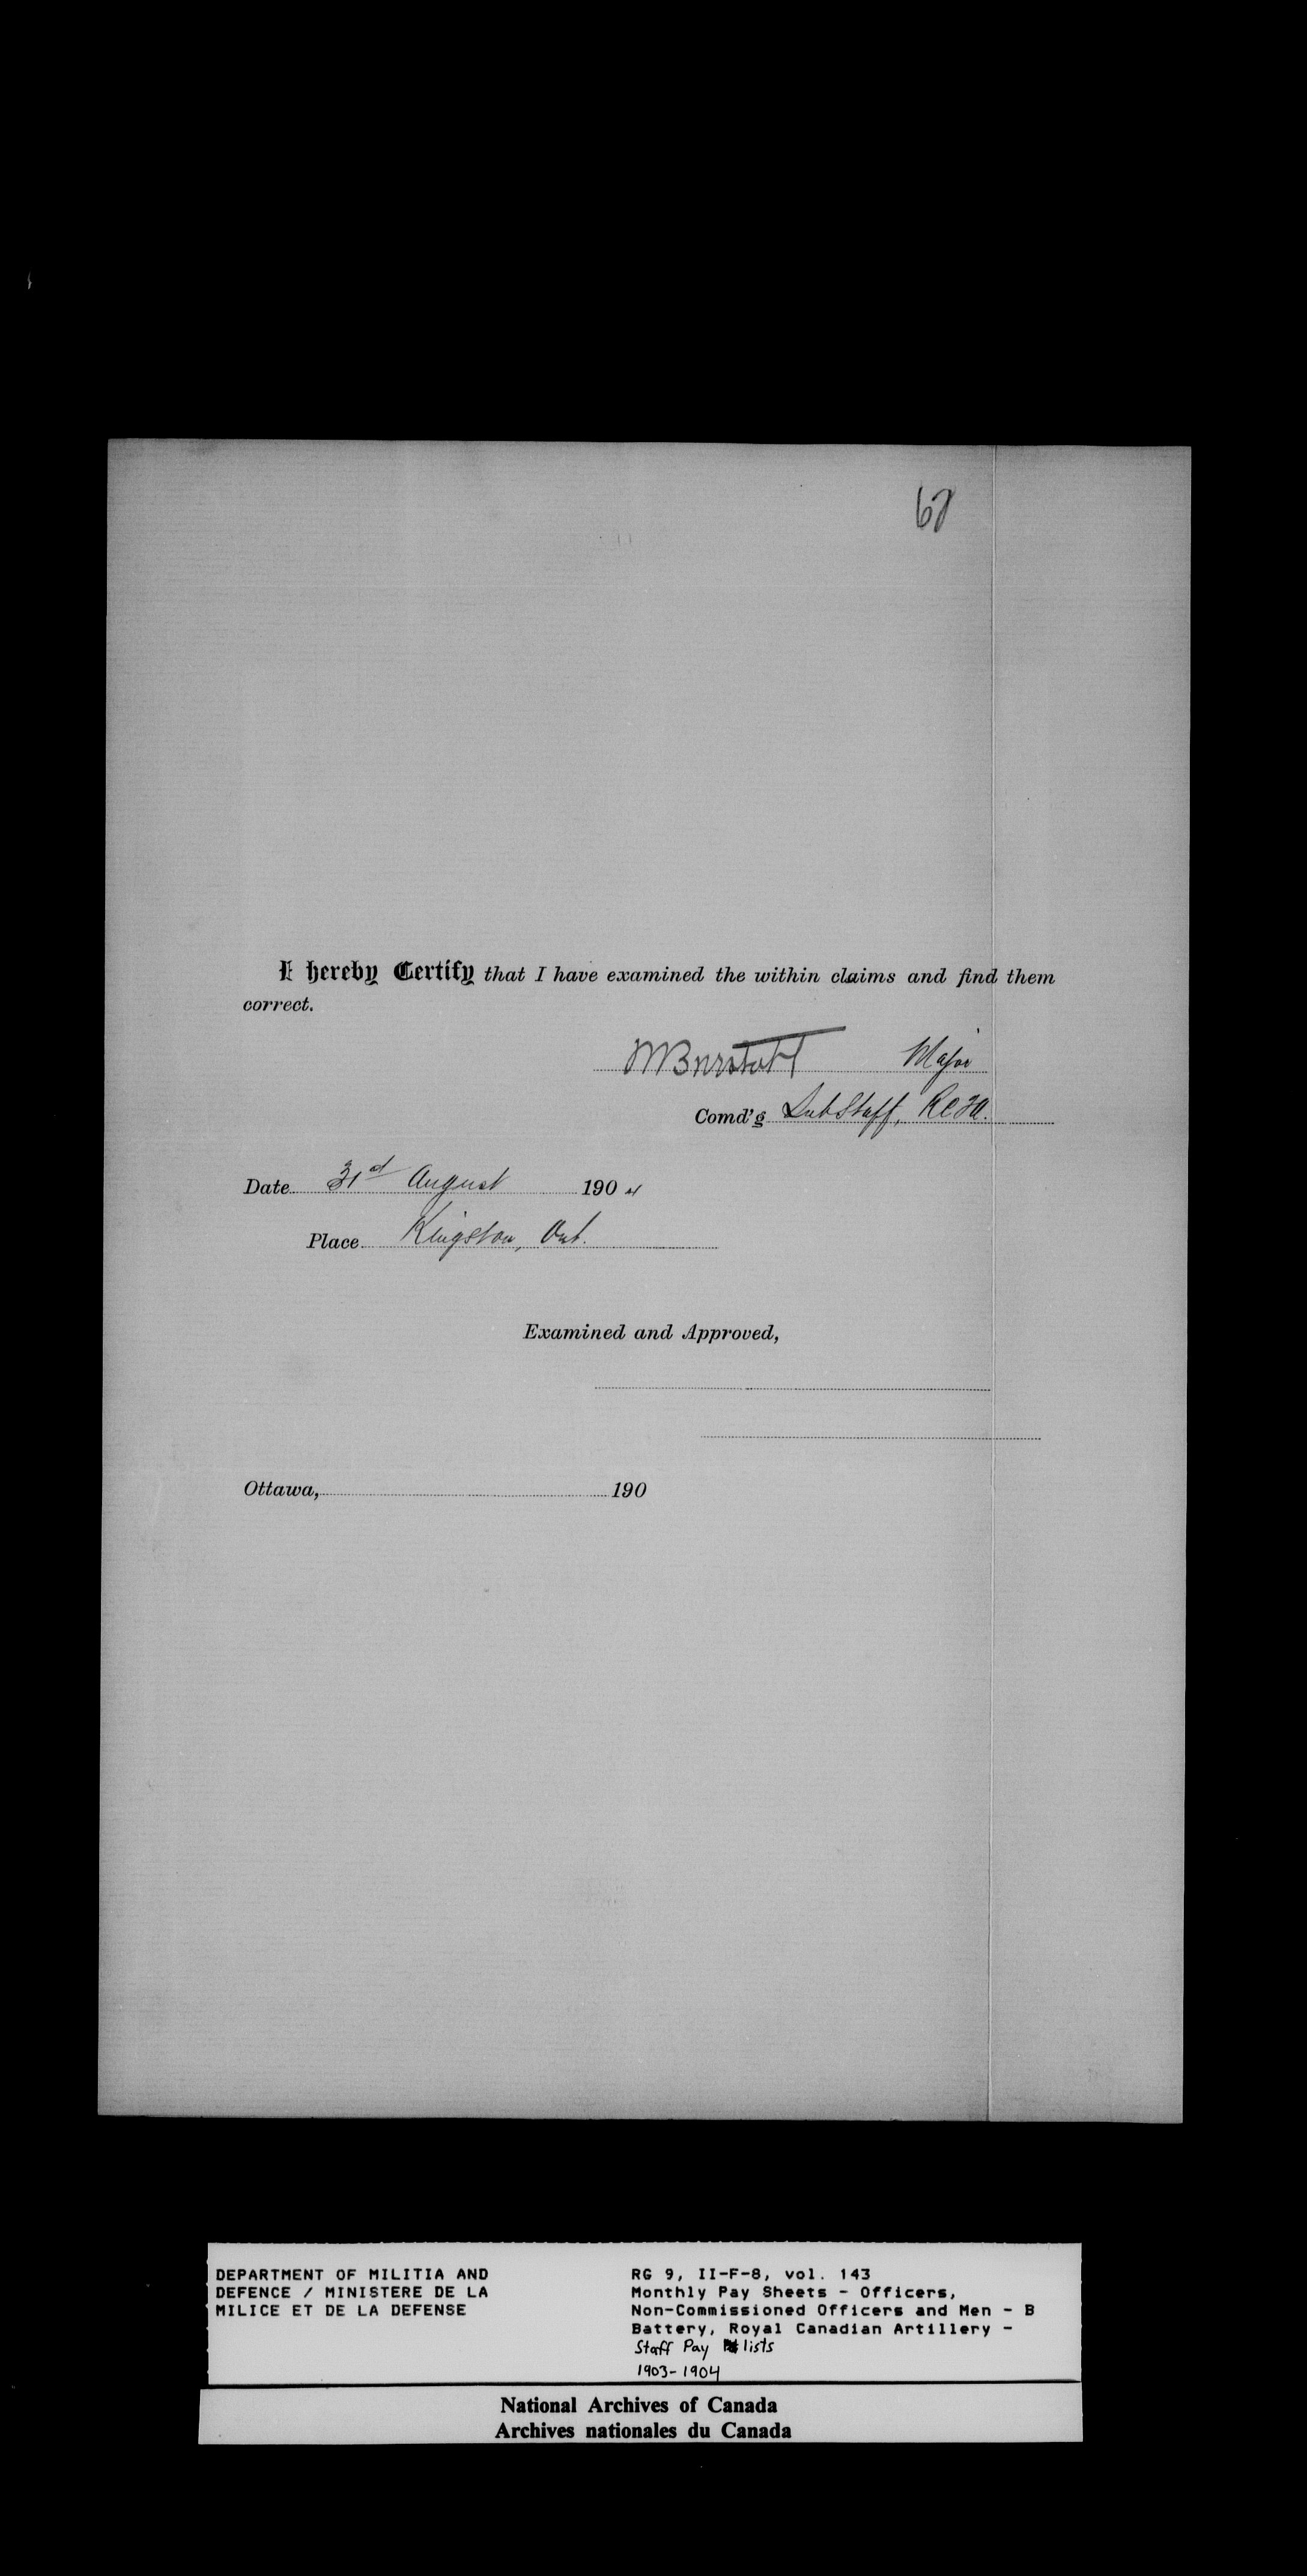 I hereby Certify that I have examined the within claims and find them
correct.
Major
Comd'g Sub Staff, RCFA.
Date 31st August 1904
Place Kingston, Ont.
Examined and Approved,
Ottawa, 190
DEPARTMENT OF MILITIA AND
DEFENCE / MINISTERE DE LA
MILICE ET DE LA DEFENSE
RG 9, II-F-8, vol. 143
Monthly Pay Sheets - Officers,
Non-Commissioned Officers and Men - B
Battery, Royal Canadian Artillery -
Staff Pay lists
1903-1904
National Archives of Canada
Archives nationales du Canada